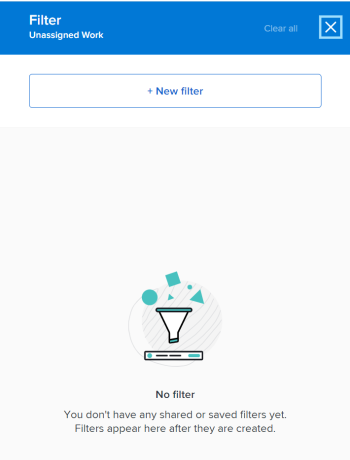 Filter
Unassigned Work
Clear all
+ New filter
No filter
You don't have any shared or saved filters yet.
Filters appear here after they are created.